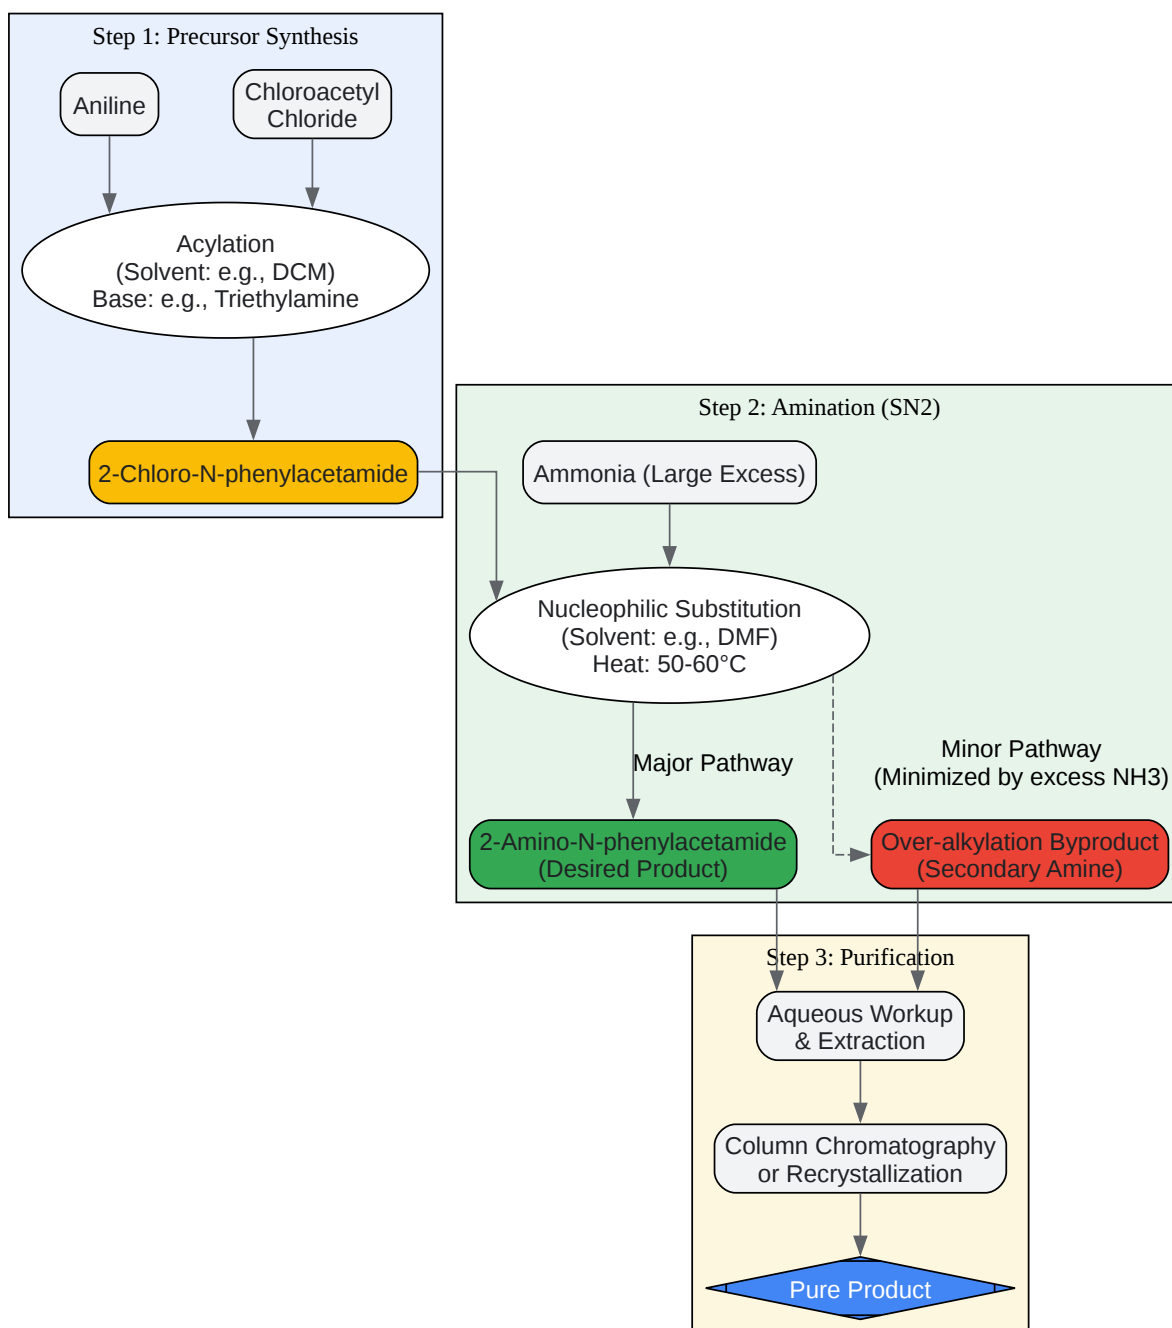 Step 1: Precursor Synthesis
Aniline
Chloroacetyl
Chloride
Acylation
(Solvent: e.g., DCM)
Base: e.g., Triethylamine
2-Chloro-N-phenylacetamide
Step 2: Amination (SN2)
Ammonia (Large Excess)
Nucleophilic Substitution
(Solvent: e.g., DMF)
Heat: 50-60°C
Major Pathway
Minor Pathway
(Minimized by excess NH3)
2-Amino-N-phenylacetamide
(Desired Product)
Over-alkylation Byproduct
(Secondary Amine)
Step 3: Purification
Aqueous Workup
& Extraction
Column Chromatography
or Recrystallization
Pure Product